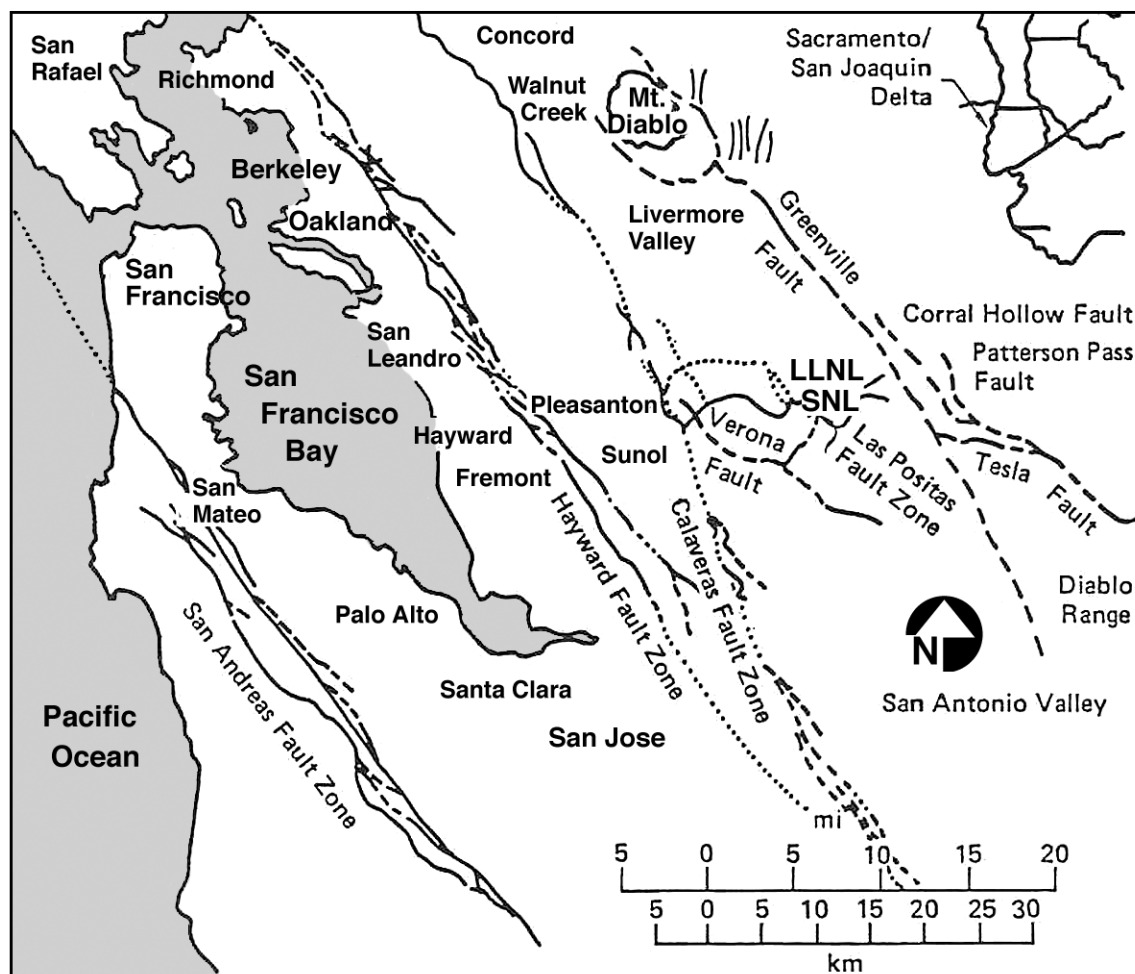 San
Rafael
Richmond
Concord
Walnut
Creek
Mt.
Diablo
Sacramento/
San Joaquin
Delta
Berkeley
Oakland
Livermore
Valley
Greenville
Fault
San
Francisco
San
Leandro
Corral Hollow Fault
Patterson Pass
Fault
LLNL
SNL
San
Francisco
Bay
Pleasanton
Hayward
Verona
Fault
Sunol
Fremont
Las Positas
Fault Zone
Tesla
Fault
San
Mateo
Hayward Fault Zone
Calaveras Fault Zone
Diablo
Range
Palo Alto
N
San Andreas Fault Zone
Santa Clara
San Antonio Valley
Pacific
Ocean
San Jose
mi
5 0 5 10 15 20
5 0 5 10 15 20 25 30
km